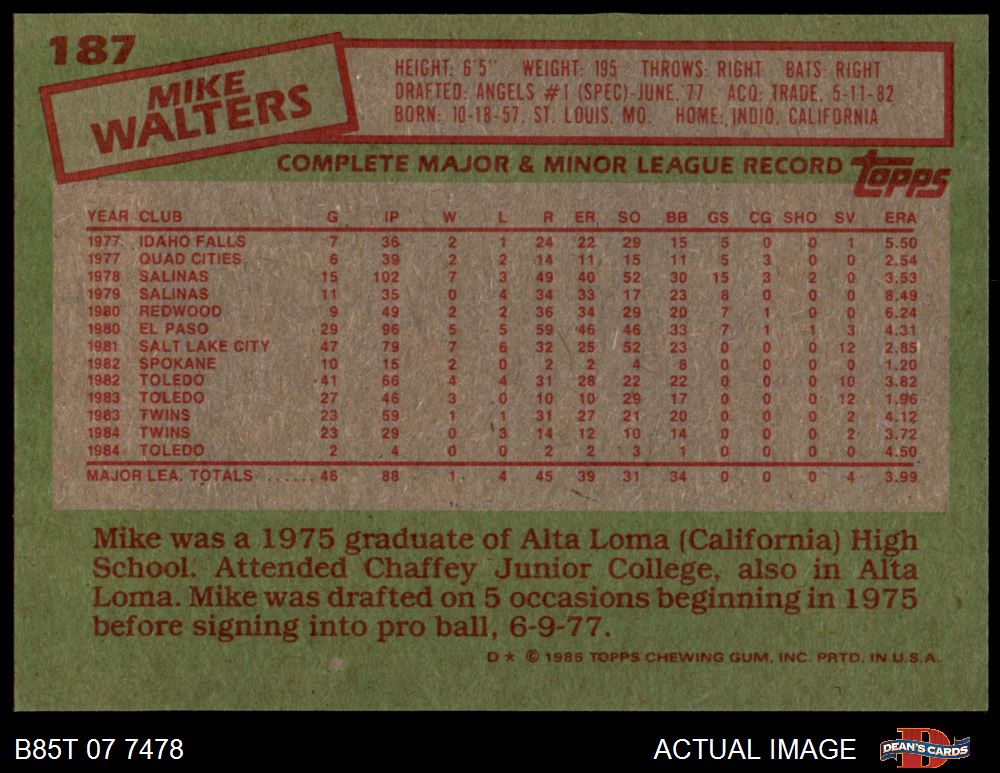 187
MIKE
WALTERS
HEIGHT: 6'5" WEIGHT: 195 THROWS: RIGHT BATS: RIGHT
DRAFTED: ANGELS #1 (SPEC)-JUNE, 77 ACQ: TRADE, 5-11-82
BORN: 10-18-57, ST. LOUIS, MO. HOME: INDIO, CALIFORNIA
COMPLETE MAJOR & MINOR LEAGUE RECORD topps
YEAR CLUB G IP W L R ER SO BB GS CG SHO SV ERA
1977 IDAHO FALLS 7 36 2 1 24 22 29 15 5 0 0 1 5.50
1977 QUAD CITIES 6 39 2 2 14 11 15 11 5 3 0 0 2.54
1978 SALINAS 15 102 7 3 49 40 52 30 15 3 2 0 3.53
1979 SALINAS 11 35 0 4 34 33 17 23 8 0 0 0 8.49
1980 REDWOOD 9 49 2 2 36 34 29 20 7 1 0 0 6.24
1980 EL PASO 29 96 5 5 59 46 46 33 7 1 1 3 4.31
1981 SALT LAKE CITY 47 79 7 6 32 25 52 23 0 0 0 12 2.85
1982 SPOKANE 10 15 2 0 2 2 4 8 0 0 0 0 1.20
1982 TOLEDO 41 66 4 4 31 28 22 22 0 0 0 10 3.82
1983 TOLEDO 27 46 3 0 10 10 29 17 0 0 0 12 1.96
1983 TWINS 23 59 1 1 31 27 21 20 0 0 0 2 4.12
1984 TWINS 23 29 0 3 14 12 10 14 0 0 0 2 3.72
1984 TOLEDO 2 4 0 0 2 2 3 1 0 0 0 0 4.50
MAJOR LEA. TOTALS ...... 46 88 1 4 45 39 31 34 0 0 0 4 3.99
Mike was a 1975 graduate of Alta Loma (California) High
School. Attended Chaffey Junior College, also in Alta
Loma. Mike was drafted on 5 occasions beginning in 1975
before signing into pro ball, 6-9-77.
D★ © 1985 TOPPS CHEWING GUM, INC. PRTD. IN U.S.A.
B85T 07 7478 ACTUAL IMAGE D DEAN'S CARDS